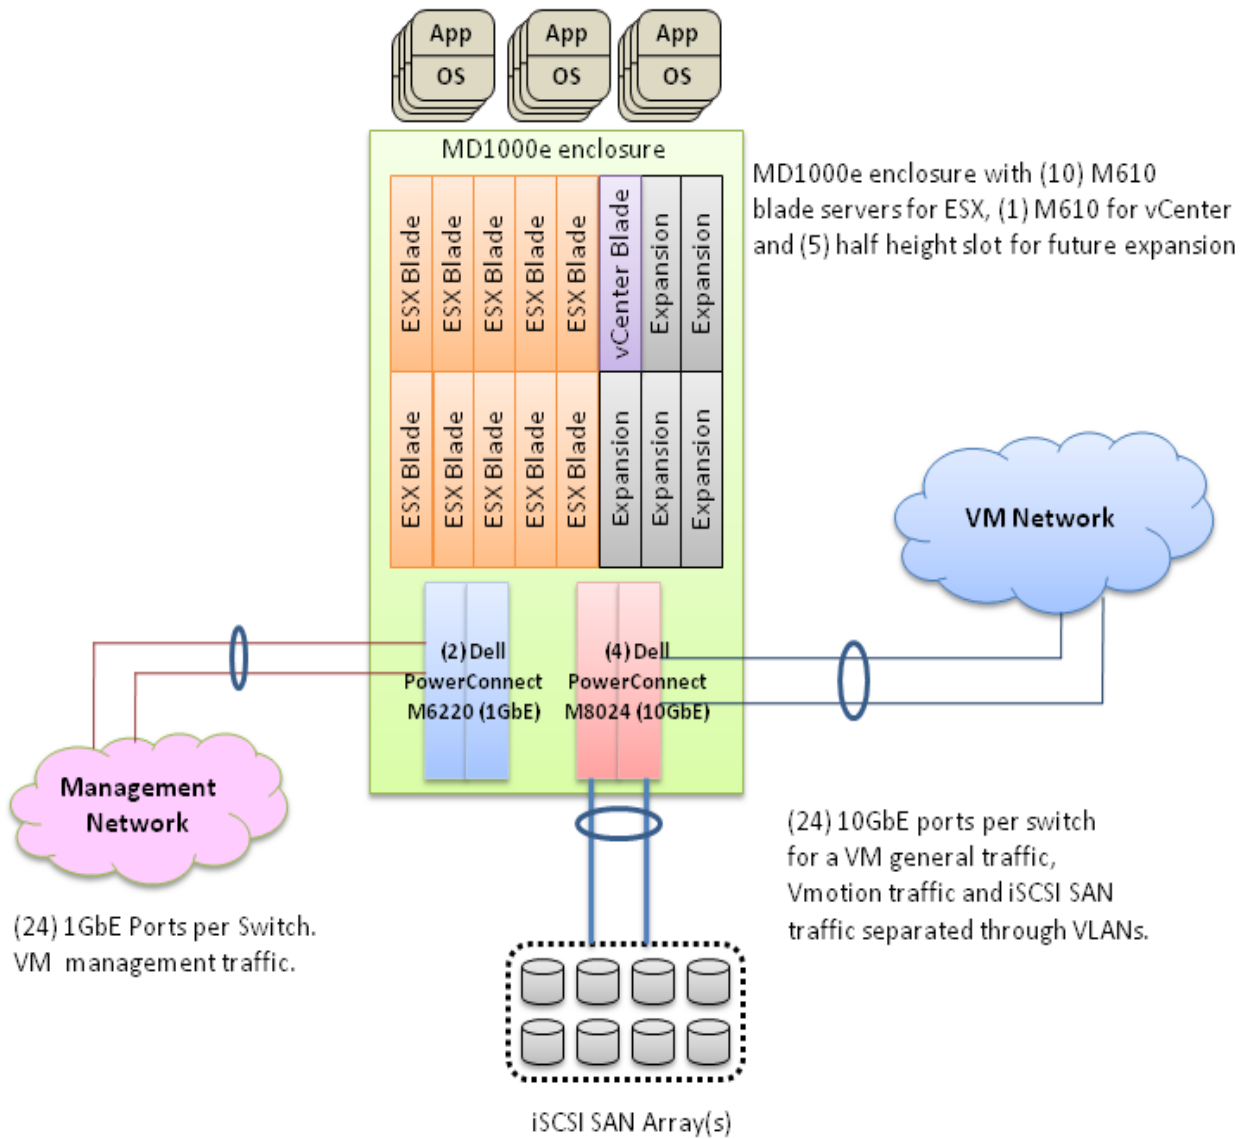 App
OS
App
OS
App
OS
MD1000e enclosure
ESX Blade
ESX Blade
ESX Blade
ESX Blade
ESX Blade
vCenter Blade
Expansion
Expansion
ESX Blade
ESX Blade
ESX Blade
ESX Blade
ESX Blade
Expansion
Expansion
Expansion
MD1000e enclosure with (10) M610
blade servers for ESX, (1) M610 for vCenter
and (5) half height slot for future expansion
VM Network
(2) Dell
PowerConnect
M6220 (1GbE)
(4) Dell
PowerConnect
M8024 (10GbE)
Management
Network
(24) 1GbE Ports per Switch.
VM management traffic.
(24) 10GbE ports per switch
for a VM general traffic,
Vmotion traffic and iSCSI SAN
traffic separated through VLANs.
iSCSI SAN Array(s)